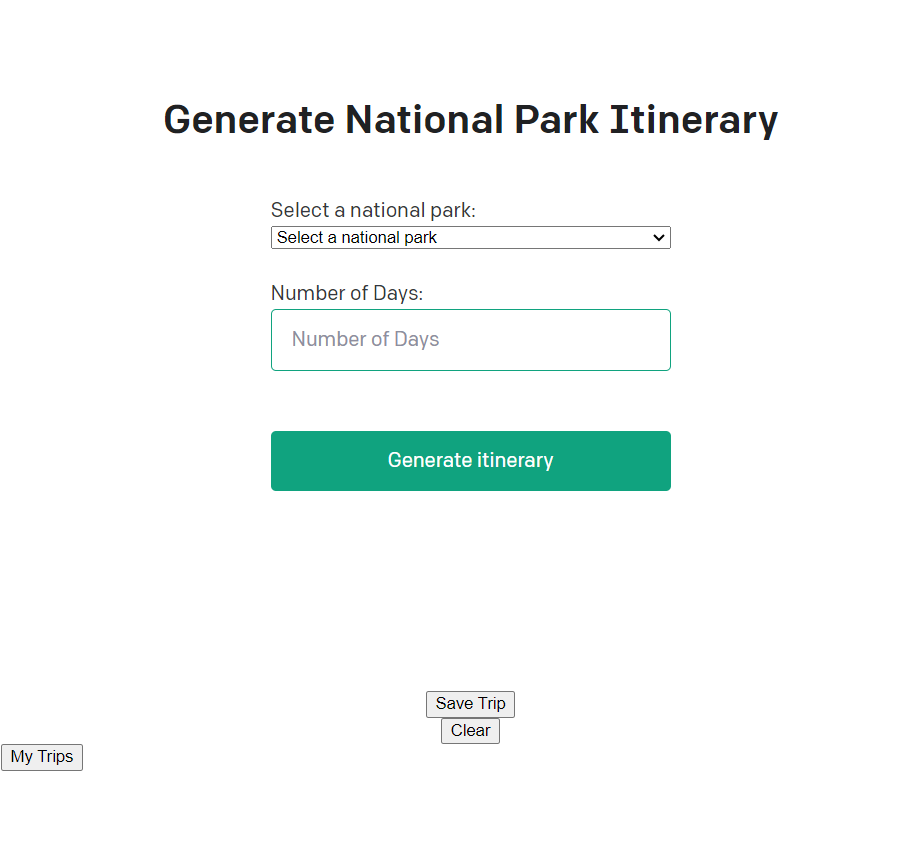 Generate National Park Itinerary
Select a national park:
Select a national park
Number of Days:
Number of Days
Generate itinerary
Save Trip
Clear
My Trips